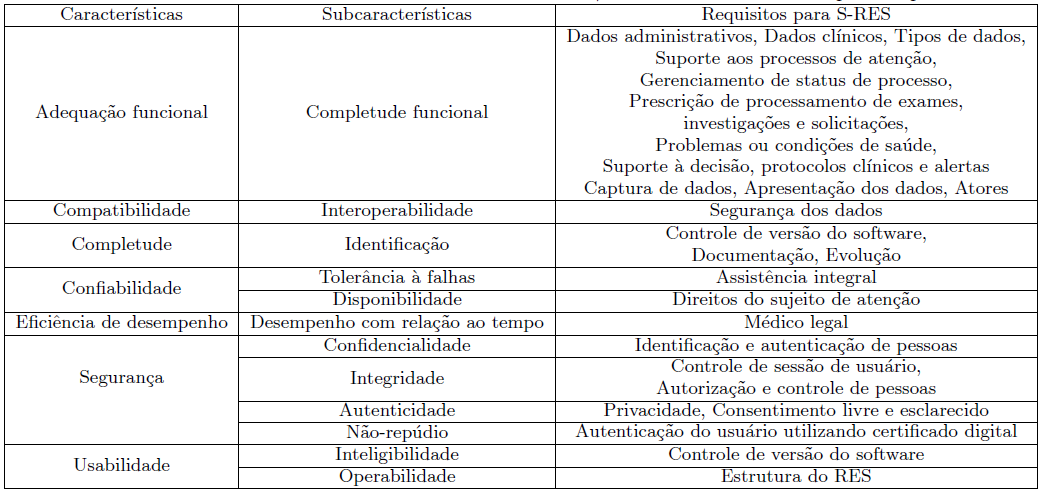 Características Subcaracterísticas Requisitos para S-RES
Adequação funcional Completude funcional
Dados administrativos, Dados clínicos, Tipos de dados,
Suporte aos processos de atenção,
Gerenciamento de status de processo,
Prescrição de processamento de exames,
investigações e solicitações,
Problemas ou condições de saúde,
Suporte à decisão, protocolos clínicos e alertas
Captura de dados, Apresentação dos dados, Atores
Compatibilidade Interoperabilidade Segurança dos dados
Completude Identificação
Controle de versão do software,
Documentação, Evolução
Confiabilidade
Tolerância à falhas Assistência integral
Disponibilidade Direitos do sujeito de atenção
Eficiência de desempenho Desempenho com relação ao tempo Médico legal
Segurança
Confidencialidade Identificação e autenticação de pessoas
Integridade
Controle de sessão de usuário,
Autorização e controle de pessoas
Autenticidade Privacidade, Consentimento livre e esclarecido
Não-repúdio Autenticação do usuário utilizando certificado digital
Usabilidade
Inteligibilidade Controle de versão do software
Operabilidade Estrutura do RES